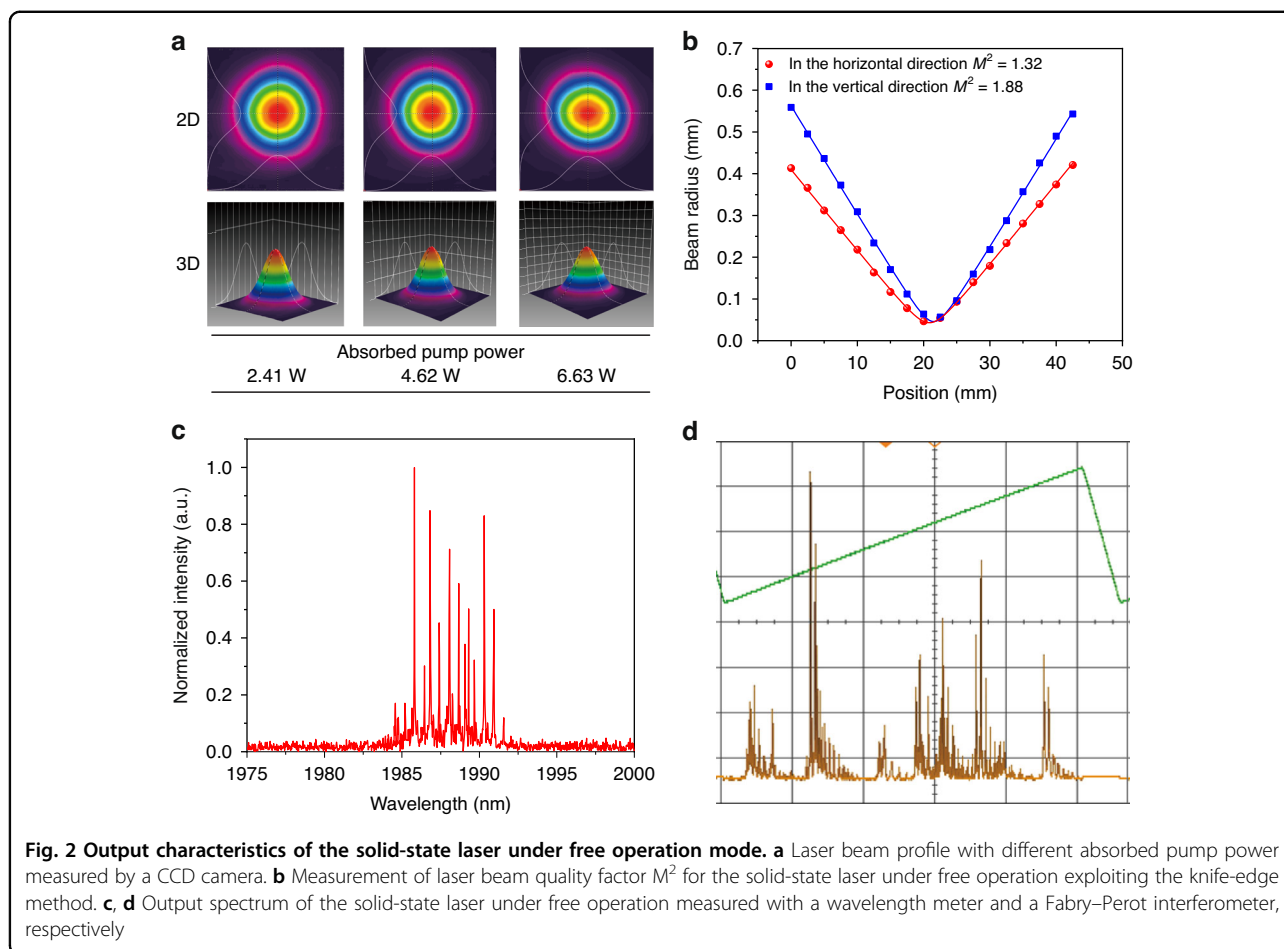 a
2D
3D
Absorbed pump power
2.41 W 4.62 W 6.63 W
b
0.7
0.6
0.5
0.4
0.3
0.2
0.1
0.0
Beam radius (mm)
In the horizontal direction M² = 1.32
In the vertical direction M² = 1.88
0 10 20 30 40 50
Position (mm)
c
1.0
0.8
0.6
0.4
0.2
0.0
Normalized intensity (a.u.)
1975 1980 1985 1990 1995 2000
Wavelength (nm)
d
Fig. 2 Output characteristics of the solid-state laser under free operation mode. a Laser beam profile with different absorbed pump power
measured by a CCD camera. b Measurement of laser beam quality factor M² for the solid-state laser under free operation exploiting the knife-edge
method. c, d Output spectrum of the solid-state laser under free operation measured with a wavelength meter and a Fabry–Perot interferometer,
respectively